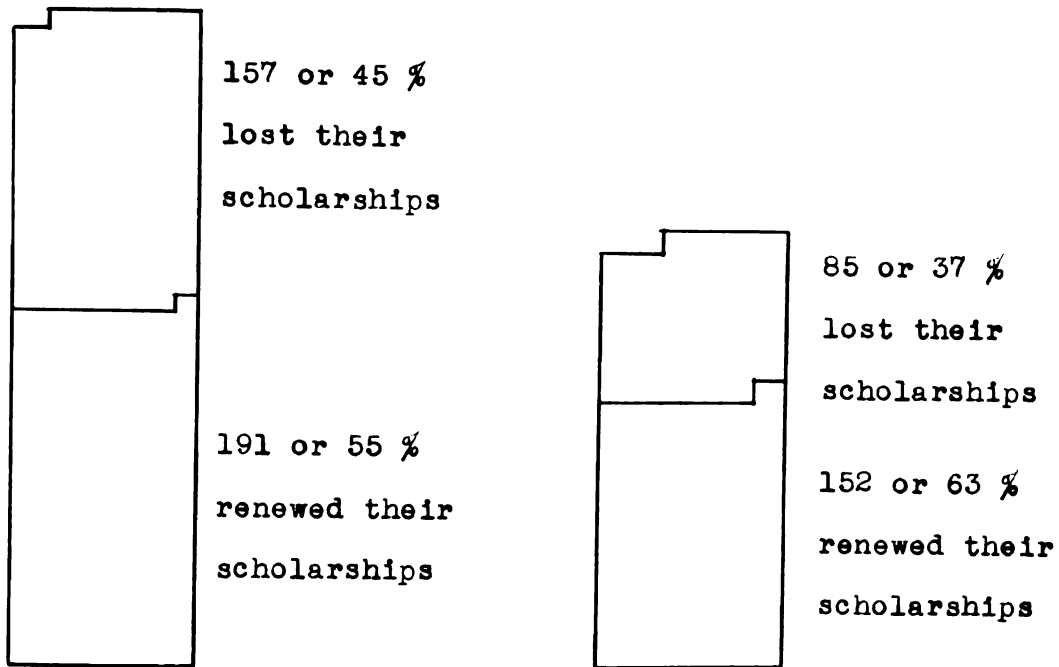 157 or 45 %
lost their
scholarships
191 or 55 %
renewed their
scholarships
85 or 37 %
lost their
scholarships
152 or 63 %
renewed their
scholarships